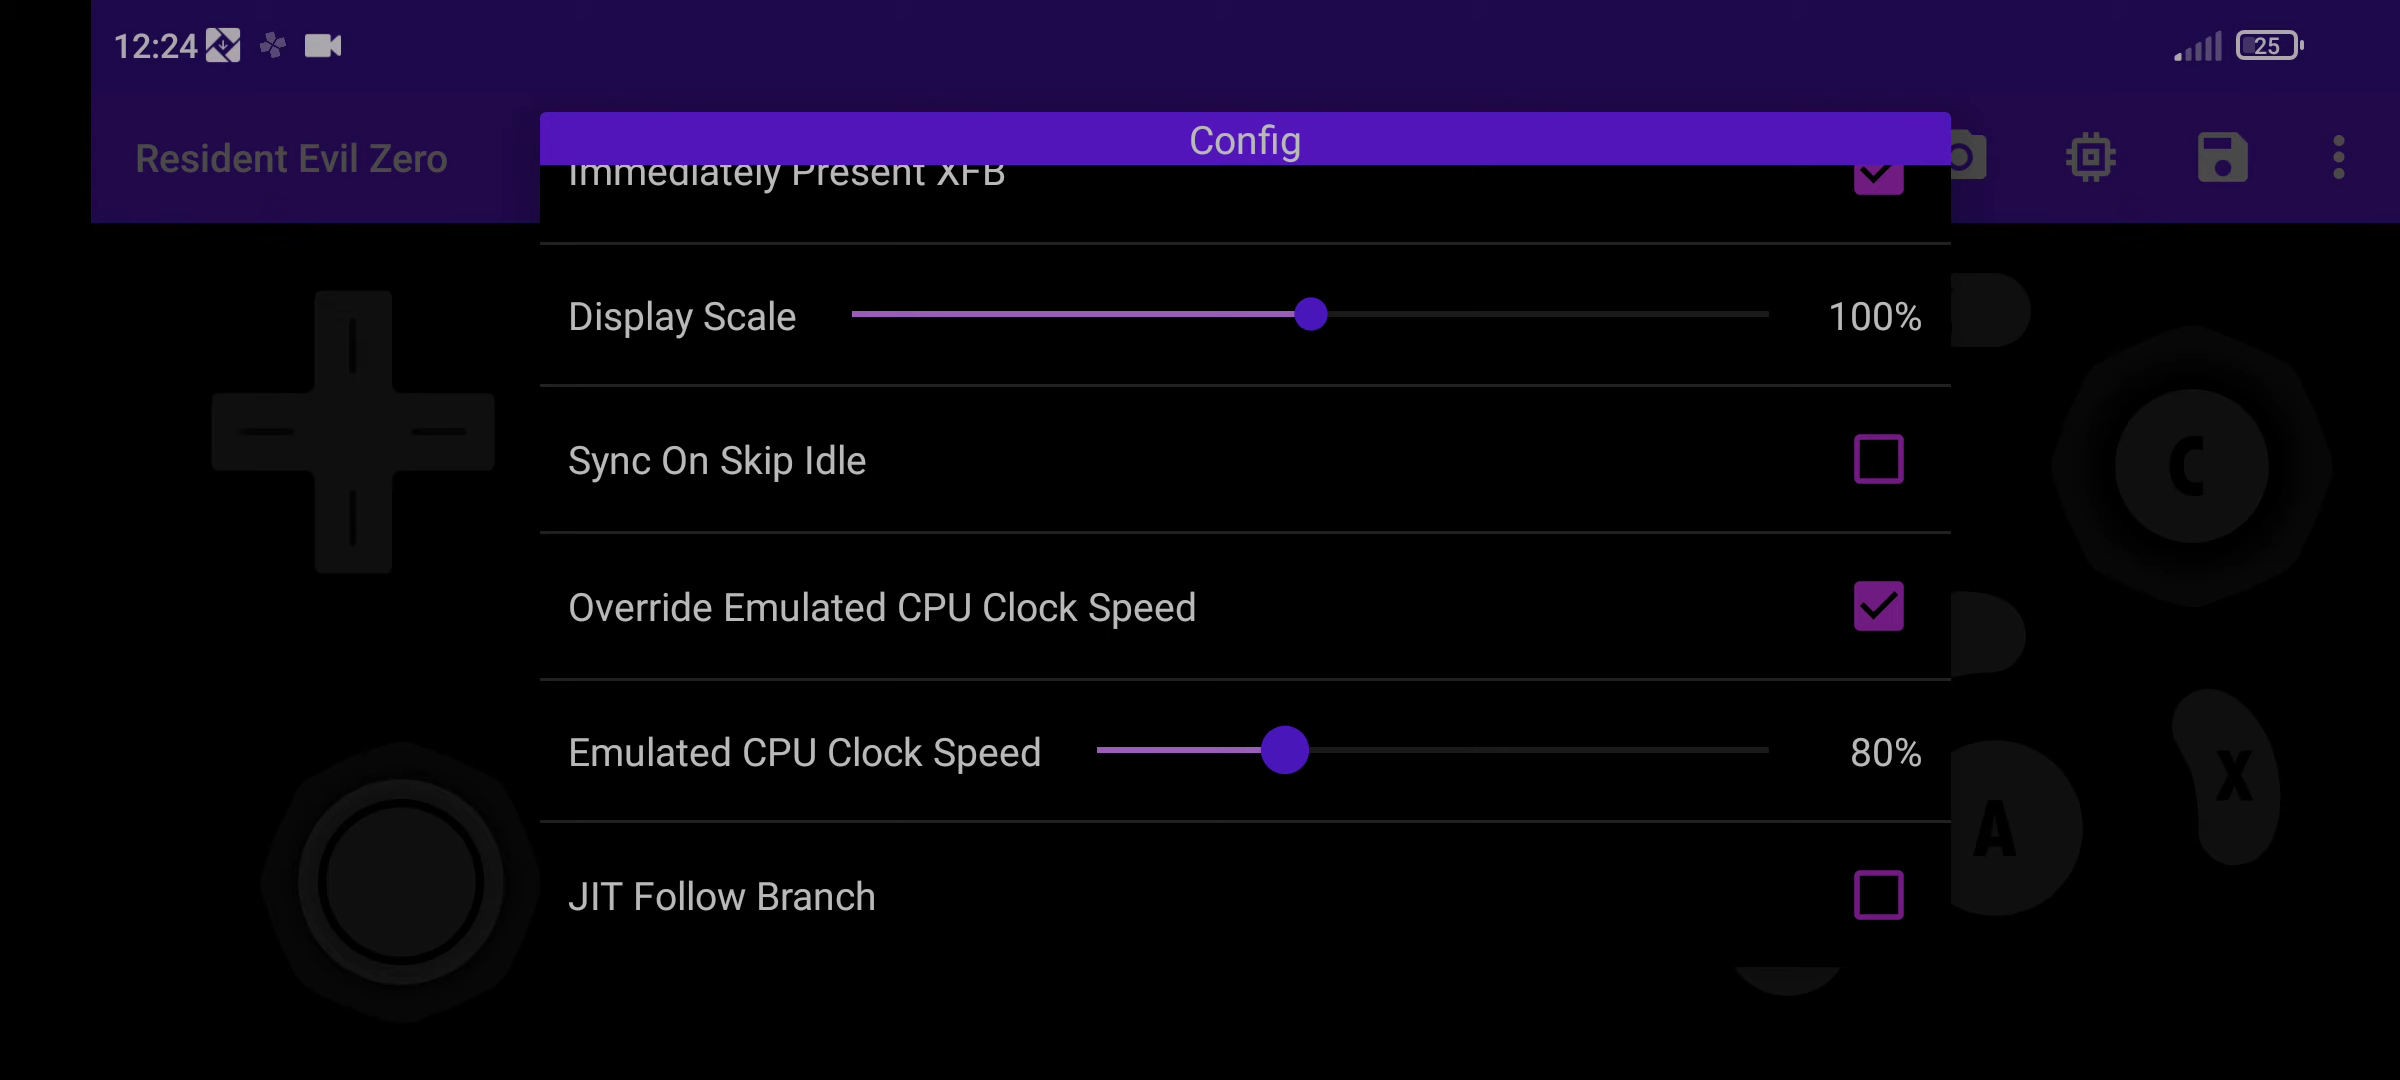 12:24
25
Resident Evil Zero
Config
Immediately Present XFB
Display Scale 100%
Sync On Skip Idle
Override Emulated CPU Clock Speed
Emulated CPU Clock Speed 80%
JIT Follow Branch
C
X
A